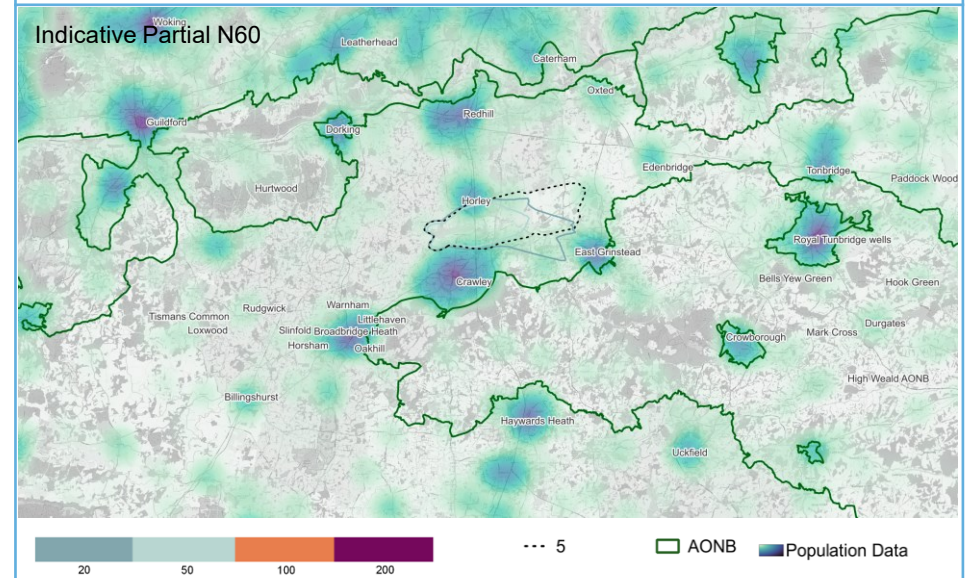 Woking
Indicative Partial N60
Leatherhead
Caterham
Oxted
Redhill
Guildford
Dorking
Edenbridge
Tonbridge
Paddock Wood
Hurtwood
Horley
Royal Tunbridge wells
East Grinstead
Bells Yew Green
Hook Green
Crawley
Warnham
Rudgwick
Tismans Common
Littlehaven
Loxwood
Slinfold
Broadbridge Heath
Durgates
Mark Cross
Crowborough
Horsham
Oakhill
High Weald AONB
Billingshurst
Haywards Heath
Uckfield
5
AONB
Population Data
20 50 100 200